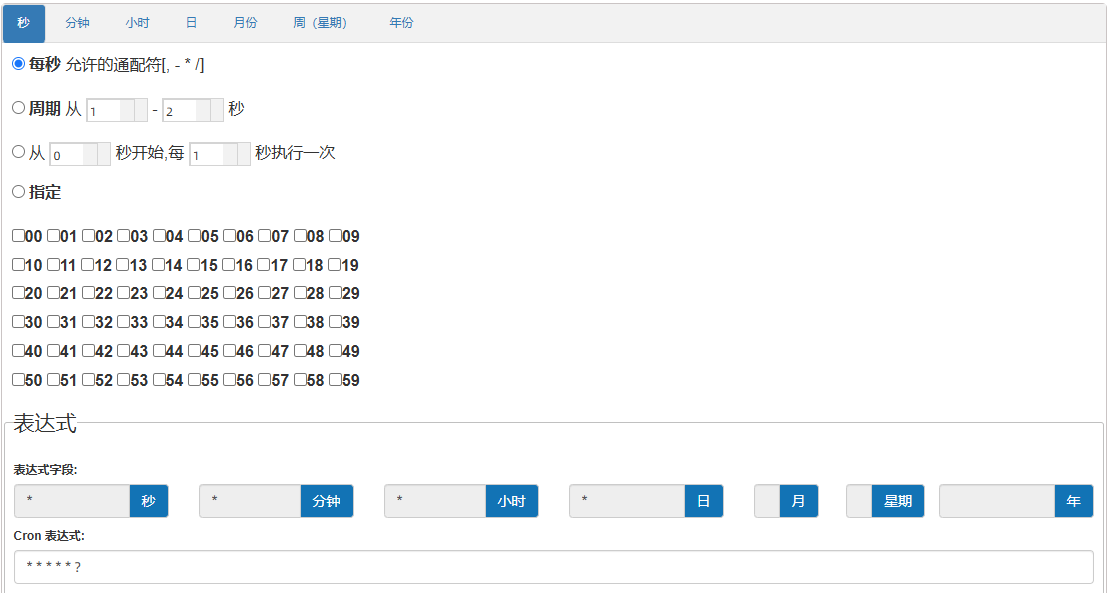 秒 分钟 小时 日 月份 周（星期） 年份
每秒 允许的通配符[, - * /]
周期 从 1 - 2 秒
从 0 秒开始,每 1 秒执行一次
指定
00 01 02 03 04 05 06 07 08 09
10 11 12 13 14 15 16 17 18 19
20 21 22 23 24 25 26 27 28 29
30 31 32 33 34 35 36 37 38 39
40 41 42 43 44 45 46 47 48 49
50 51 52 53 54 55 56 57 58 59
表达式
表达式字段:
* 秒 * 分钟 * 小时 * 日 月 星期 年
Cron 表达式:
* * * * * ?